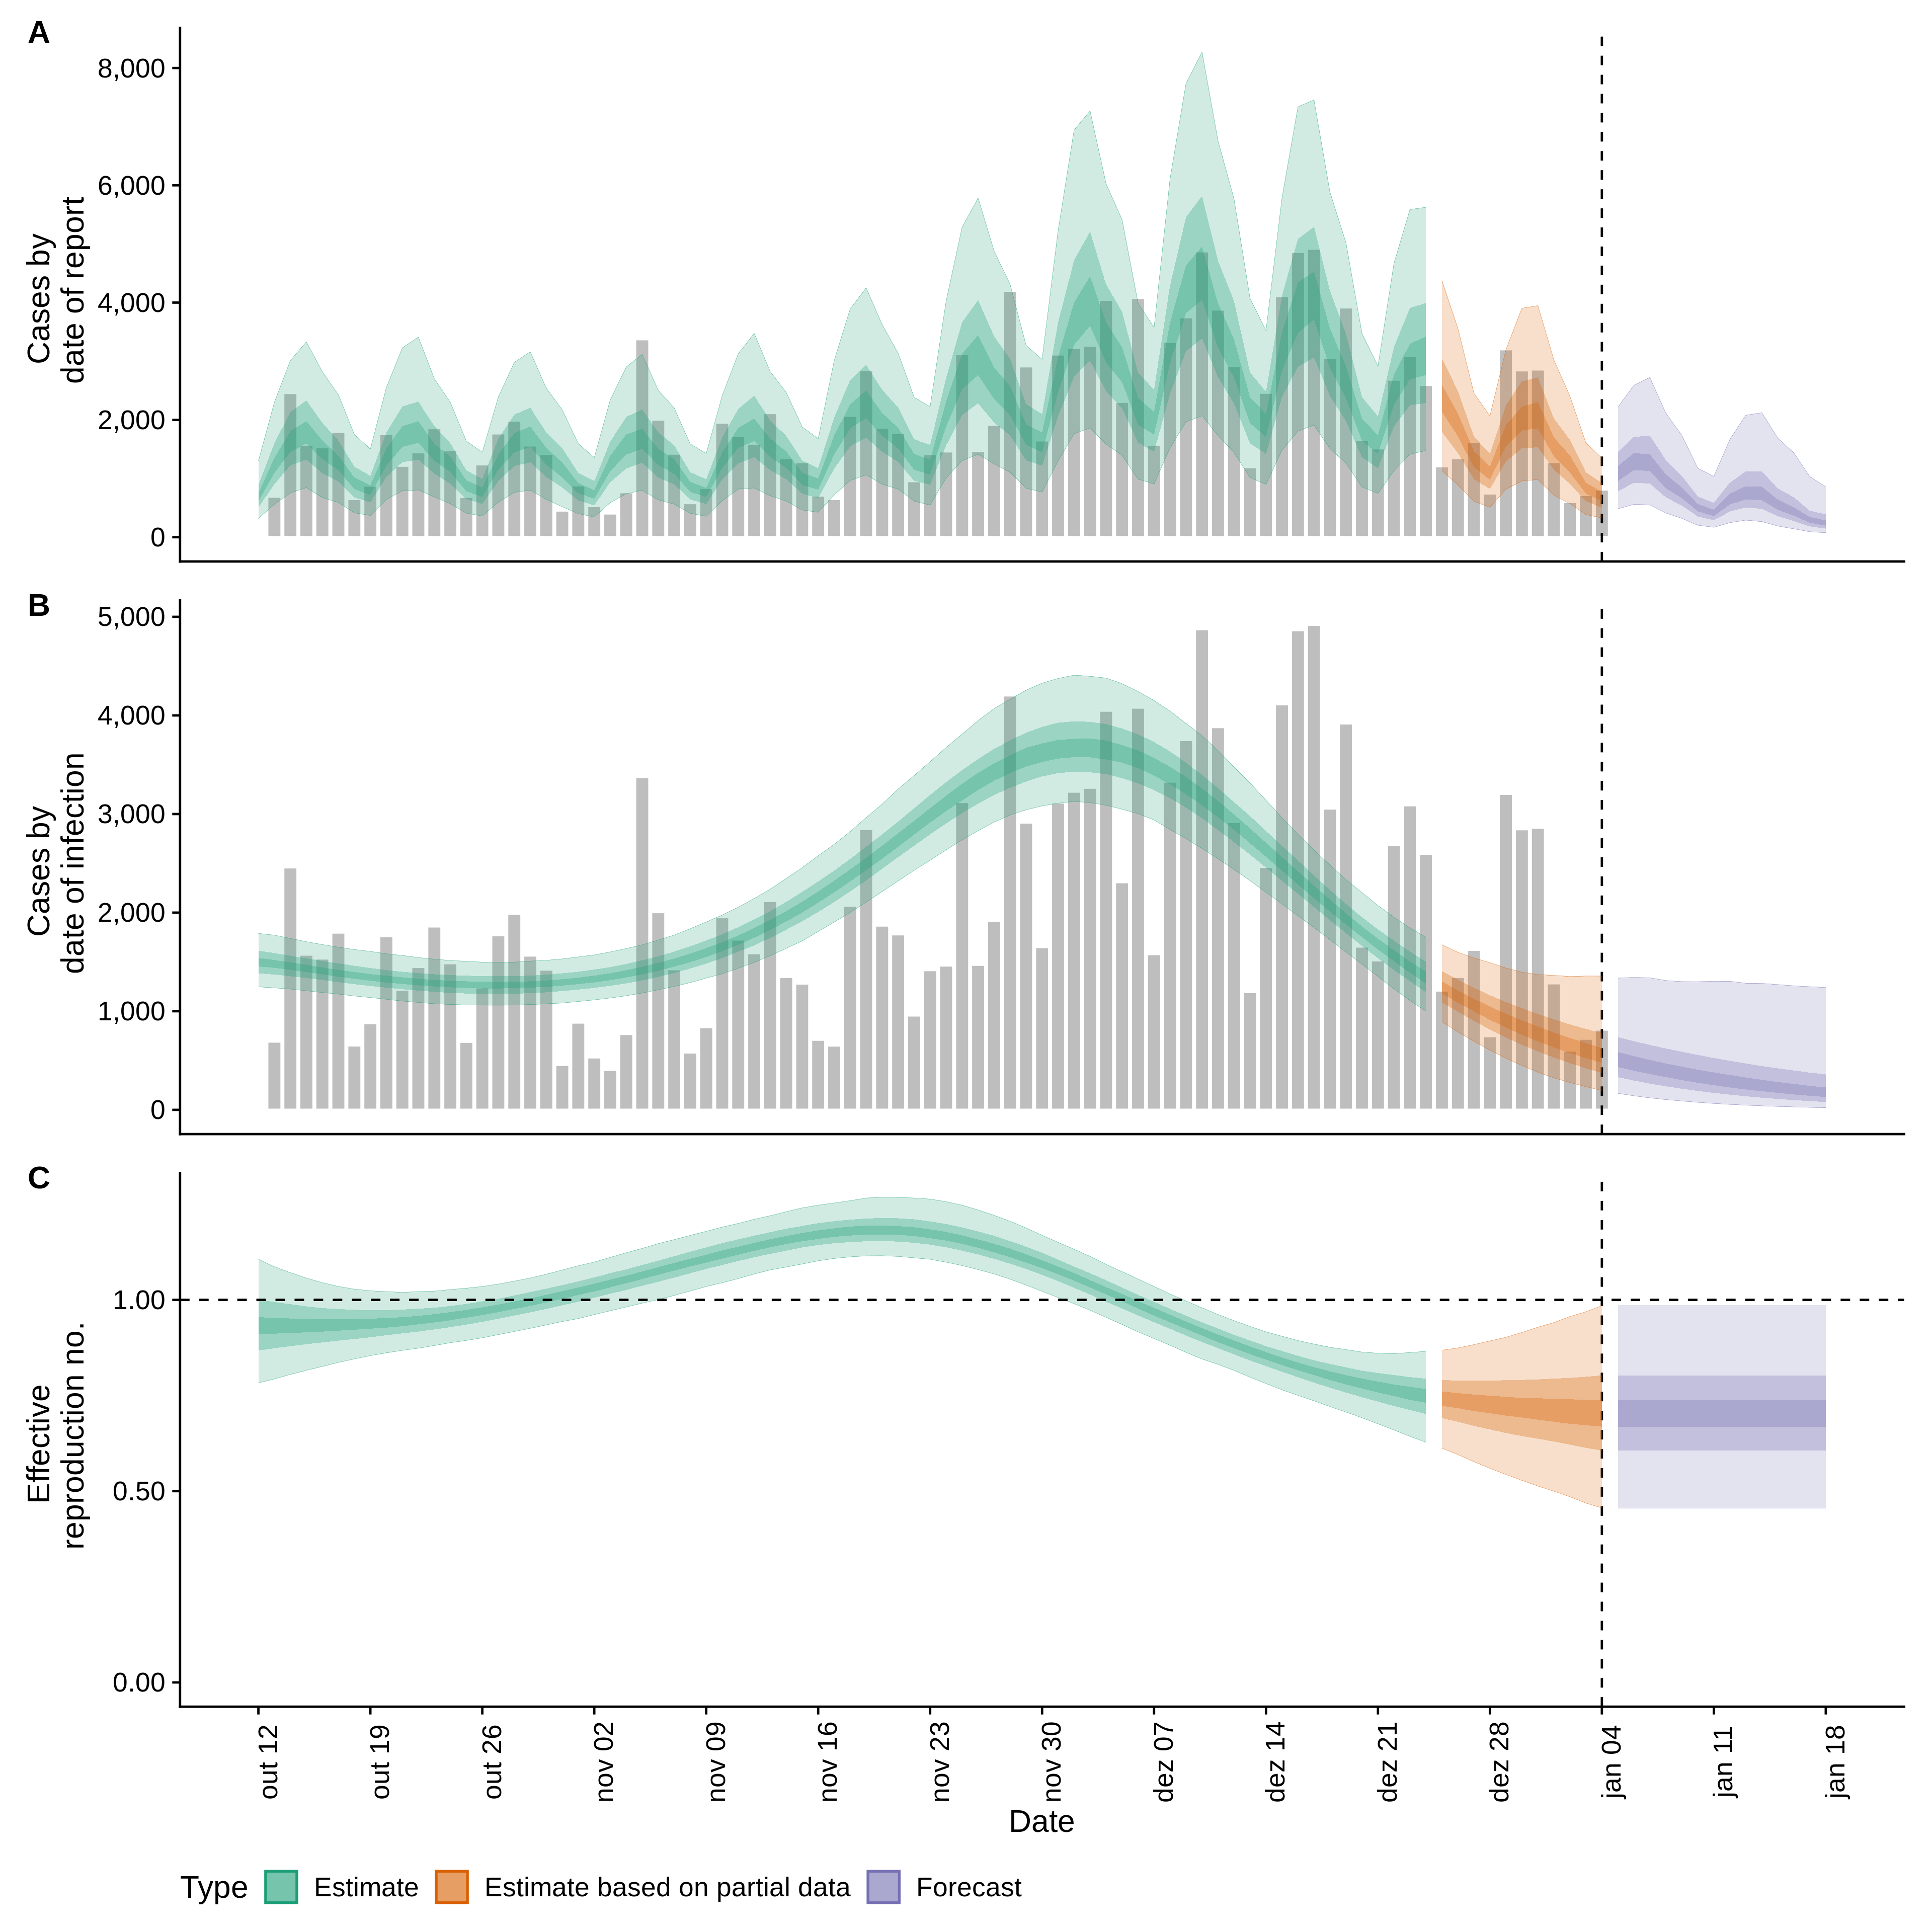 A
8,000
6,000
4,000
2,000
0
Cases by
date of report
B
5,000
4,000
3,000
2,000
1,000
0
Cases by
date of infection
C
1.00
0.50
0.00
Effective
reproduction no.
out 12
out 19
out 26
nov 02
nov 09
nov 16
nov 23
nov 30
dez 07
dez 14
dez 21
dez 28
jan 04
jan 11
jan 18
Date
Type Estimate Estimate based on partial data Forecast